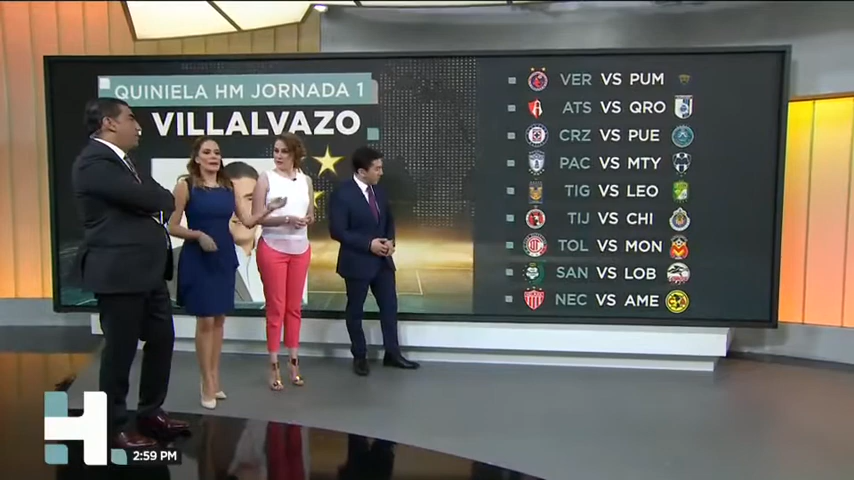 QUINIELA HM JORNADA 1
VILLALVAZO
VER VS PUM
ATS VS QRO
CRZ VS PUE
PAC VS MTY
TIG VS LEO
TIJ VS CHI
TOL VS MON
SAN VS LOB
NEC VS AME
H
2:59 PM